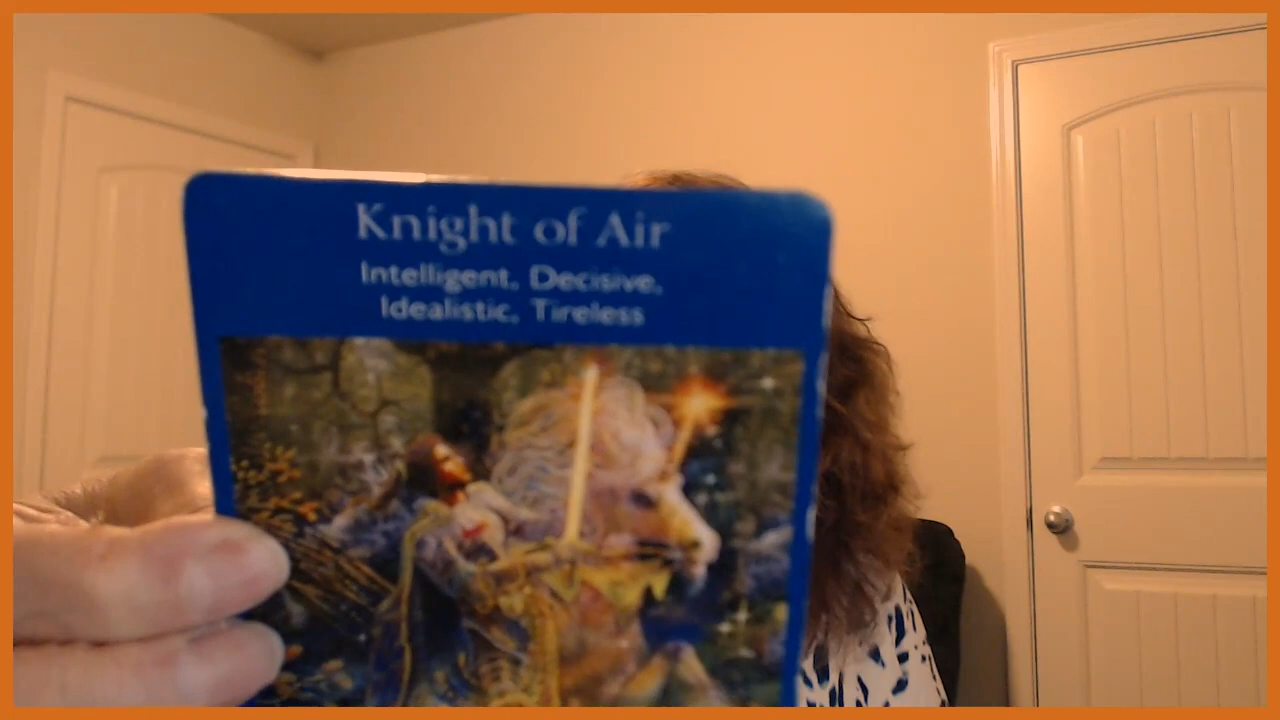 Knight of Air
Intelligent. Decisive,
Idealistic. Tireless